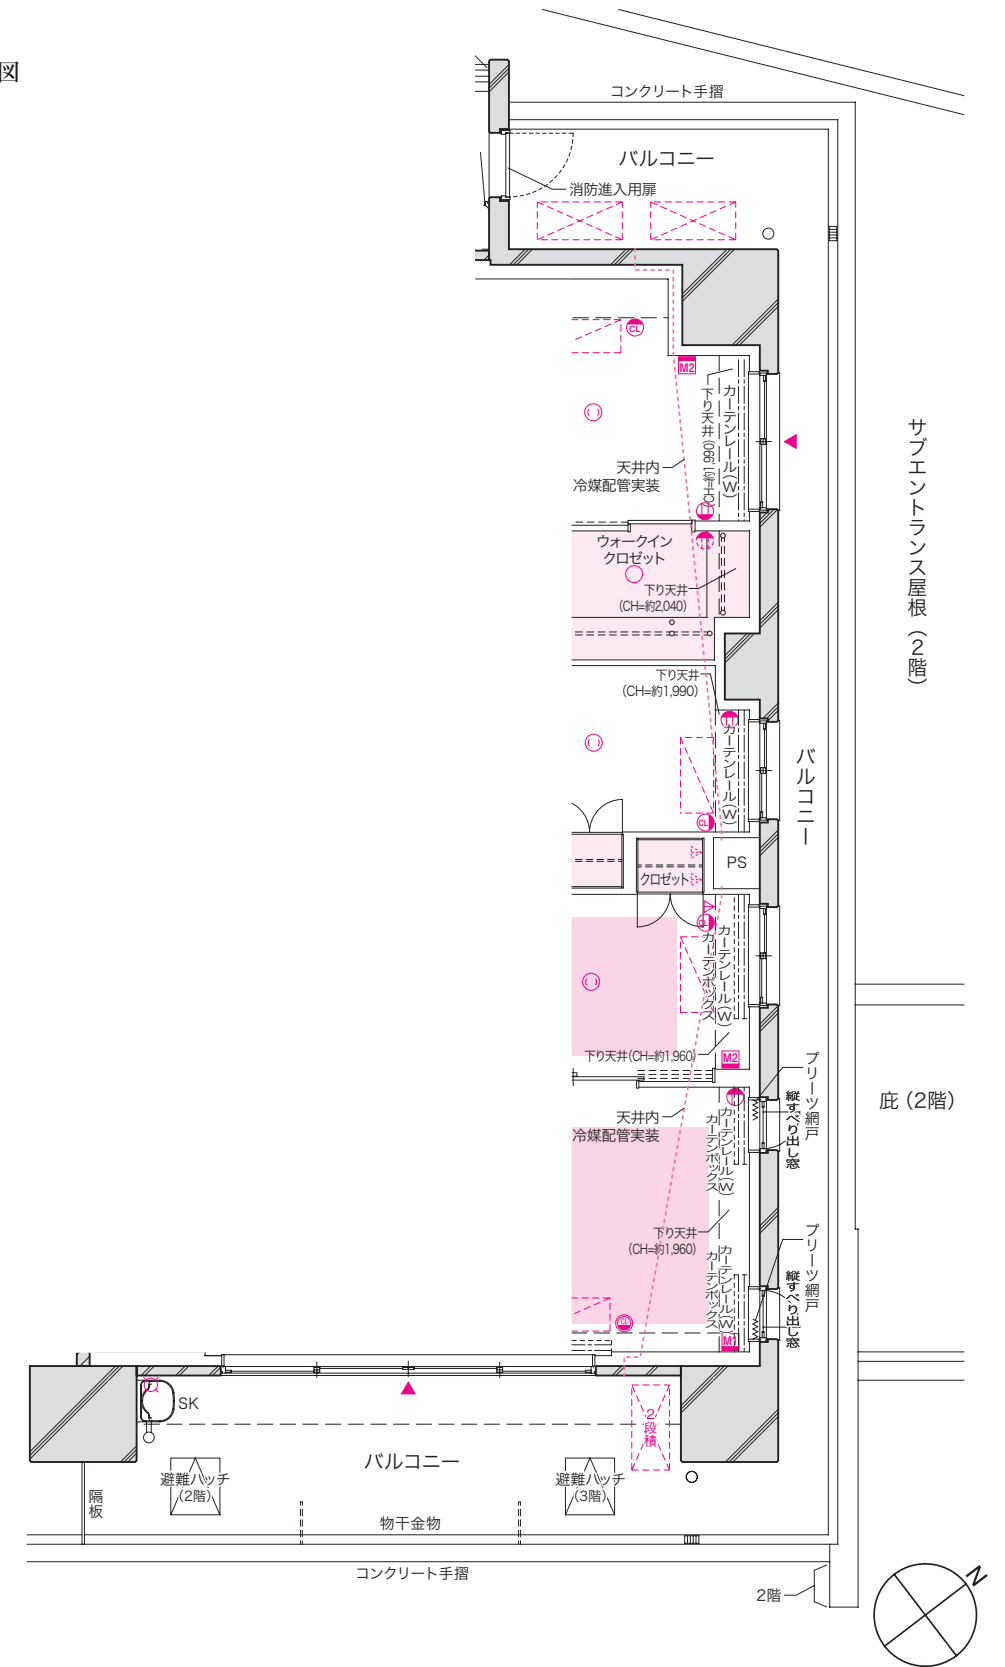 図
コンクリート手摺
バルコニー
消防進入用扉
CL
M2
下り天井(CH=約1,990)
カーテンレール(W)
天井内
冷媒配管実装
ウォークイン
クロゼット
下り天井
(CH=約2,040)
サブエントランス屋根(2階)
下り天井
(CH=約1,990)
カーテンレール(W)
バルコニー
CL
PS
クロゼット
CL
カーテンレール(W)
カーテンボックス
下り天井(CH=約1,960)
M2
プリーツ網戸
縦すべり出し窓
庇(2階)
天井内
冷媒配管実装
カーテンレール(W)
カーテンボックス
下り天井
(CH=約1,960)
カーテンレール(W)
カーテンボックス
プリーツ網戸
縦すべり出し窓
CL
M1
SK
2段積
バルコニー
避難ハッチ
(2階)
避難ハッチ
(3階)
隔板
物干金物
コンクリート手摺
2階
N